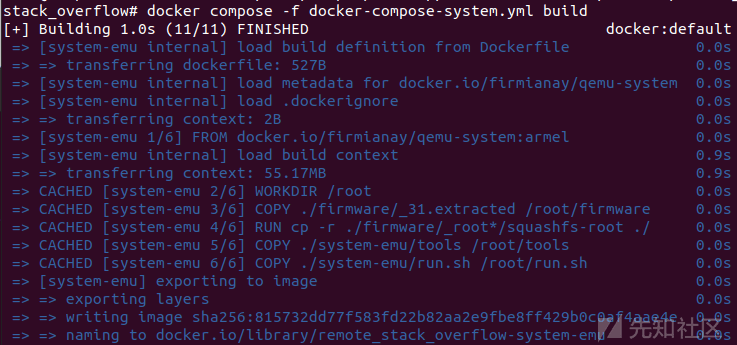 stack_overflow# docker compose -f docker-compose-system.yml build
[+] Building 1.0s (11/11) FINISHED docker:default
=> [system-emu internal] load build definition from Dockerfile 0.0s
=> => transferring dockerfile: 527B 0.0s
=> [system-emu internal] load metadata for docker.io/firmianay/qemu-system 0.0s
=> [system-emu internal] load .dockerignore 0.0s
=> => transferring context: 2B 0.0s
=> [system-emu 1/6] FROM docker.io/firmianay/qemu-system:armel 0.0s
=> [system-emu internal] load build context 0.9s
=> => transferring context: 55.17MB 0.9s
=> CACHED [system-emu 2/6] WORKDIR /root 0.0s
=> CACHED [system-emu 3/6] COPY ./firmware/_31.extracted /root/firmware 0.0s
=> CACHED [system-emu 4/6] RUN cp -r ./firmware/_root*/squashfs-root ./ 0.0s
=> CACHED [system-emu 5/6] COPY ./system-emu/tools /root/tools 0.0s
=> CACHED [system-emu 6/6] COPY ./system-emu/run.sh /root/run.sh 0.0s
=> [system-emu] exporting to image 0.0s
=> => exporting layers 0.0s
=> => writing image sha256:815732dd77f583fd22b82aa2e9fbe8ff429b0c0af4aae4e 0.0s
=> => naming to docker.io/library/remote_stack_overflow-system-emu 0.0s
先知社区